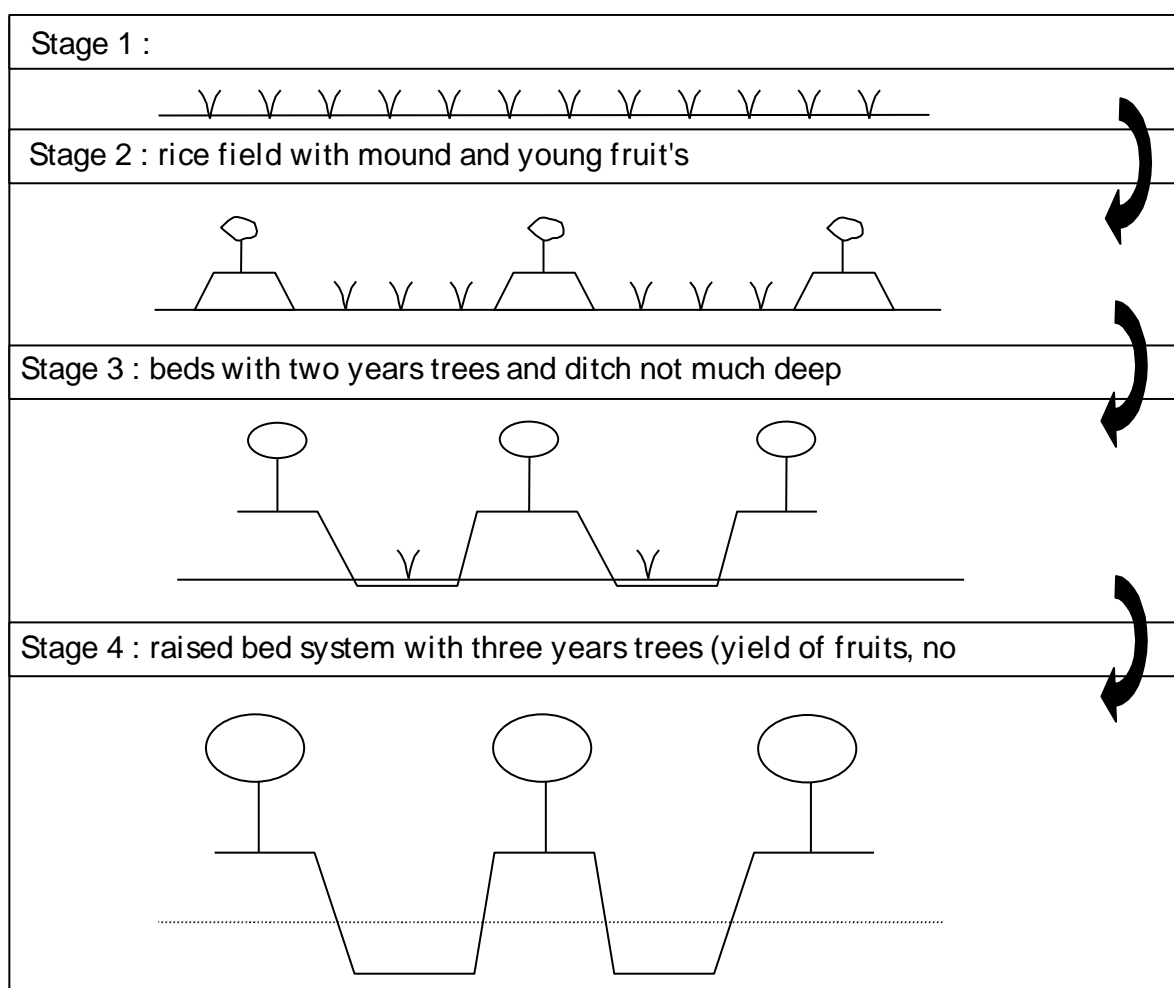 Stage 1 :
Stage 2 : rice field with mound and young fruit's
Stage 3 : beds with two years trees and ditch not much deep
Stage 4 : raised bed system with three years trees (yield of fruits, no